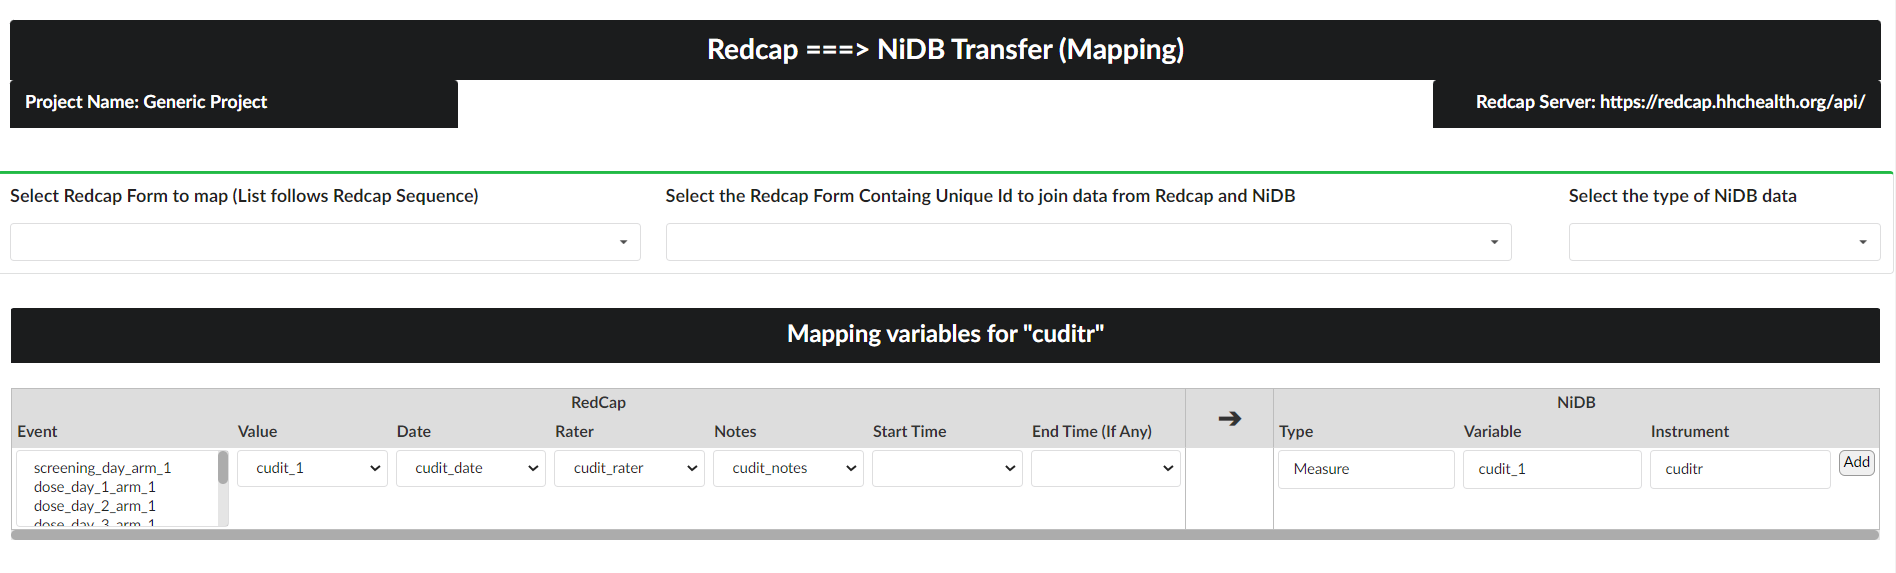 Redcap ===> NiDB Transfer (Mapping)
Project Name: Generic Project
Redcap Server: https://redcap.hhchealth.org/api/
Select Redcap Form to map (List follows Redcap Sequence)
Select the Redcap Form Containg Unique Id to join data from Redcap and NiDB
Select the type of NiDB data
Mapping variables for "cuditr"
RedCap
➔
NiDB
Event
Value
Date
Rater
Notes
Start Time
End Time (If Any)
Type
Variable
Instrument
screening_day_arm_1
dose_day_1_arm_1
dose_day_2_arm_1
dose_day_3_arm_1
cudit_1
cudit_date
cudit_rater
cudit_notes
Measure
cudit_1
cuditr
Add